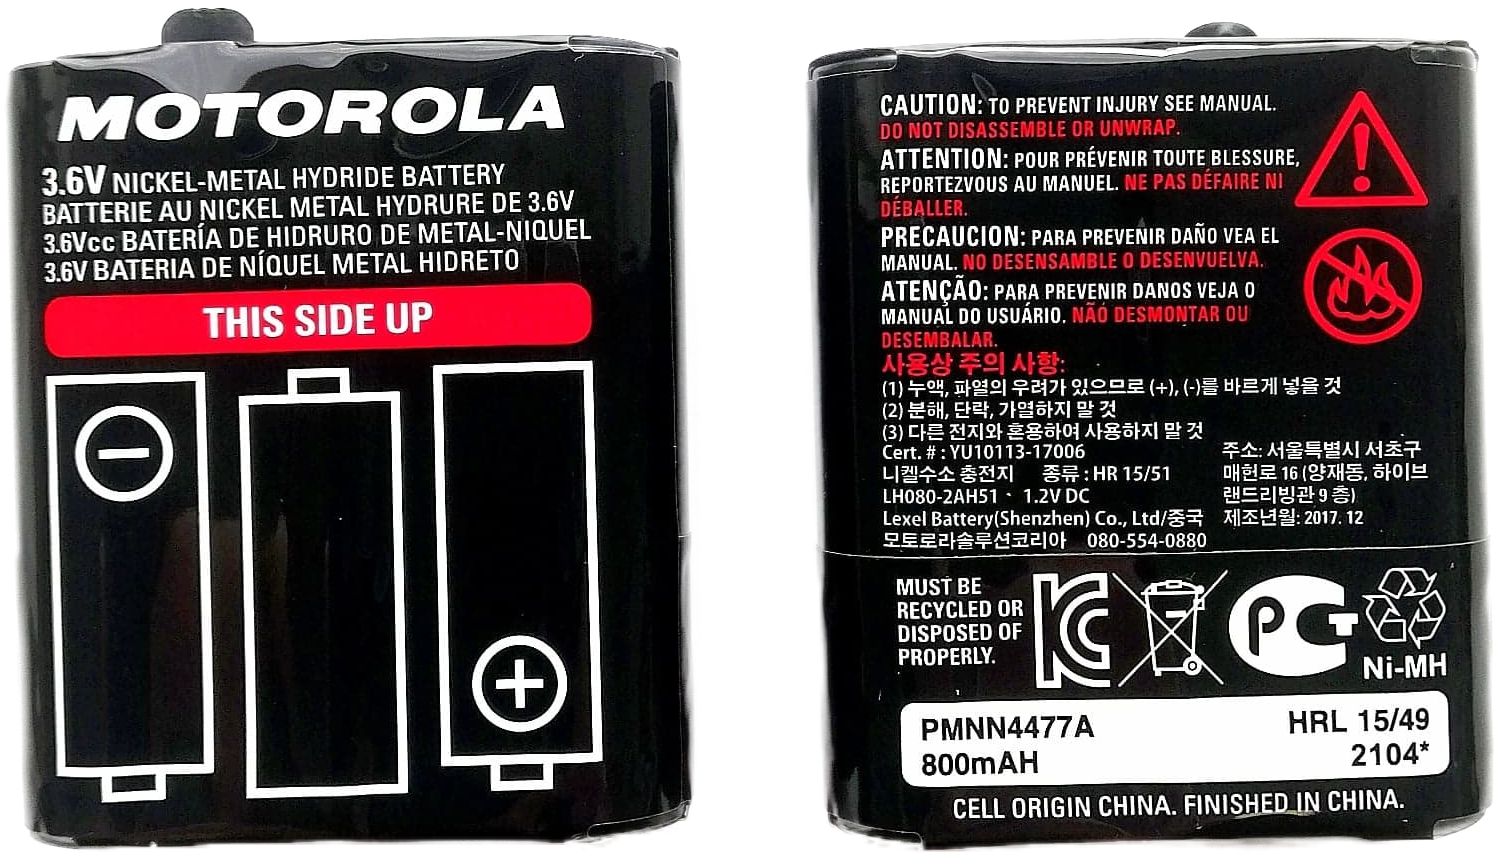 MOTOROLA
3.6V NICKEL-METAL HYDRIDE BATTERY
BATTERIE AU NICKEL METAL HYDRURE DE 3.6V
3.6Vcc BATERÍA DE HIDRURO DE METAL-NIQUEL
3.6V BATERIA DE NÍQUEL METAL HIDRETO
THIS SIDE UP
CAUTION: TO PREVENT INJURY SEE MANUAL.
DO NOT DISASSEMBLE OR UNWRAP.
ATTENTION: POUR PRÉVENIR TOUTE BLESSURE,
REPORTEZVOUS AU MANUEL. NE PAS DÉFAIRE NI
DÉBALLER.
PRECAUCION: PARA PREVENIR DAÑO VEA EL
MANUAL. NO DESENSAMBLE O DESENVUELVA.
ATENÇÃO: PARA PREVENIR DANOS VEJA O
MANUAL DO USUÁRIO. NÃO DESMONTAR OU
DESEMBALAR.
사용상 주의 사항:
(1) 누액, 파열의 우려가 있으므로 (+), (-)를 바르게 넣을 것
(2) 분해, 단락, 가열하지 말 것
(3) 다른 전지와 혼용하여 사용하지 말 것
Cert. # : YU10113-17006
니켈수소 충전지 종류 : HR 15/51
LH080-2AH51 · 1.2V DC
Lexel Battery(Shenzhen) Co., Ltd/중국
모토로라솔루션코리아 080-554-0880
주소: 서울특별시 서초구
매헌로 16 (양재동, 하이브
랜드리빙관 9 층)
제조년월: 2017. 12
MUST BE
RECYCLED OR
DISPOSED OF
PROPERLY.
Ni-MH
PMNN4477A HRL 15/49
800mAH 2104*
CELL ORIGIN CHINA. FINISHED IN CHINA.